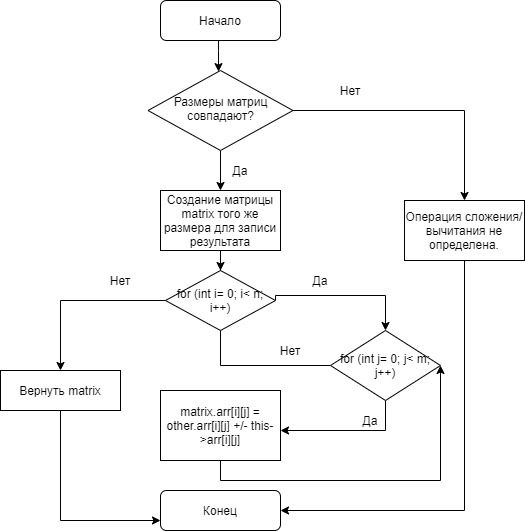 Начало
Размеры матриц
совпадают?
Нет
Да
Создание матрицы
matrix того же
размера для записи
результата
Операция сложения/
вычитания не
определена.
Нет
for (int i= 0; i< n;
i++)
Да
Нет
for (int j= 0; j< m;
j++)
Вернуть matrix
matrix.arr[i][j] =
other.arr[i][j] +/- this-
>arr[i][j]
Да
Конец